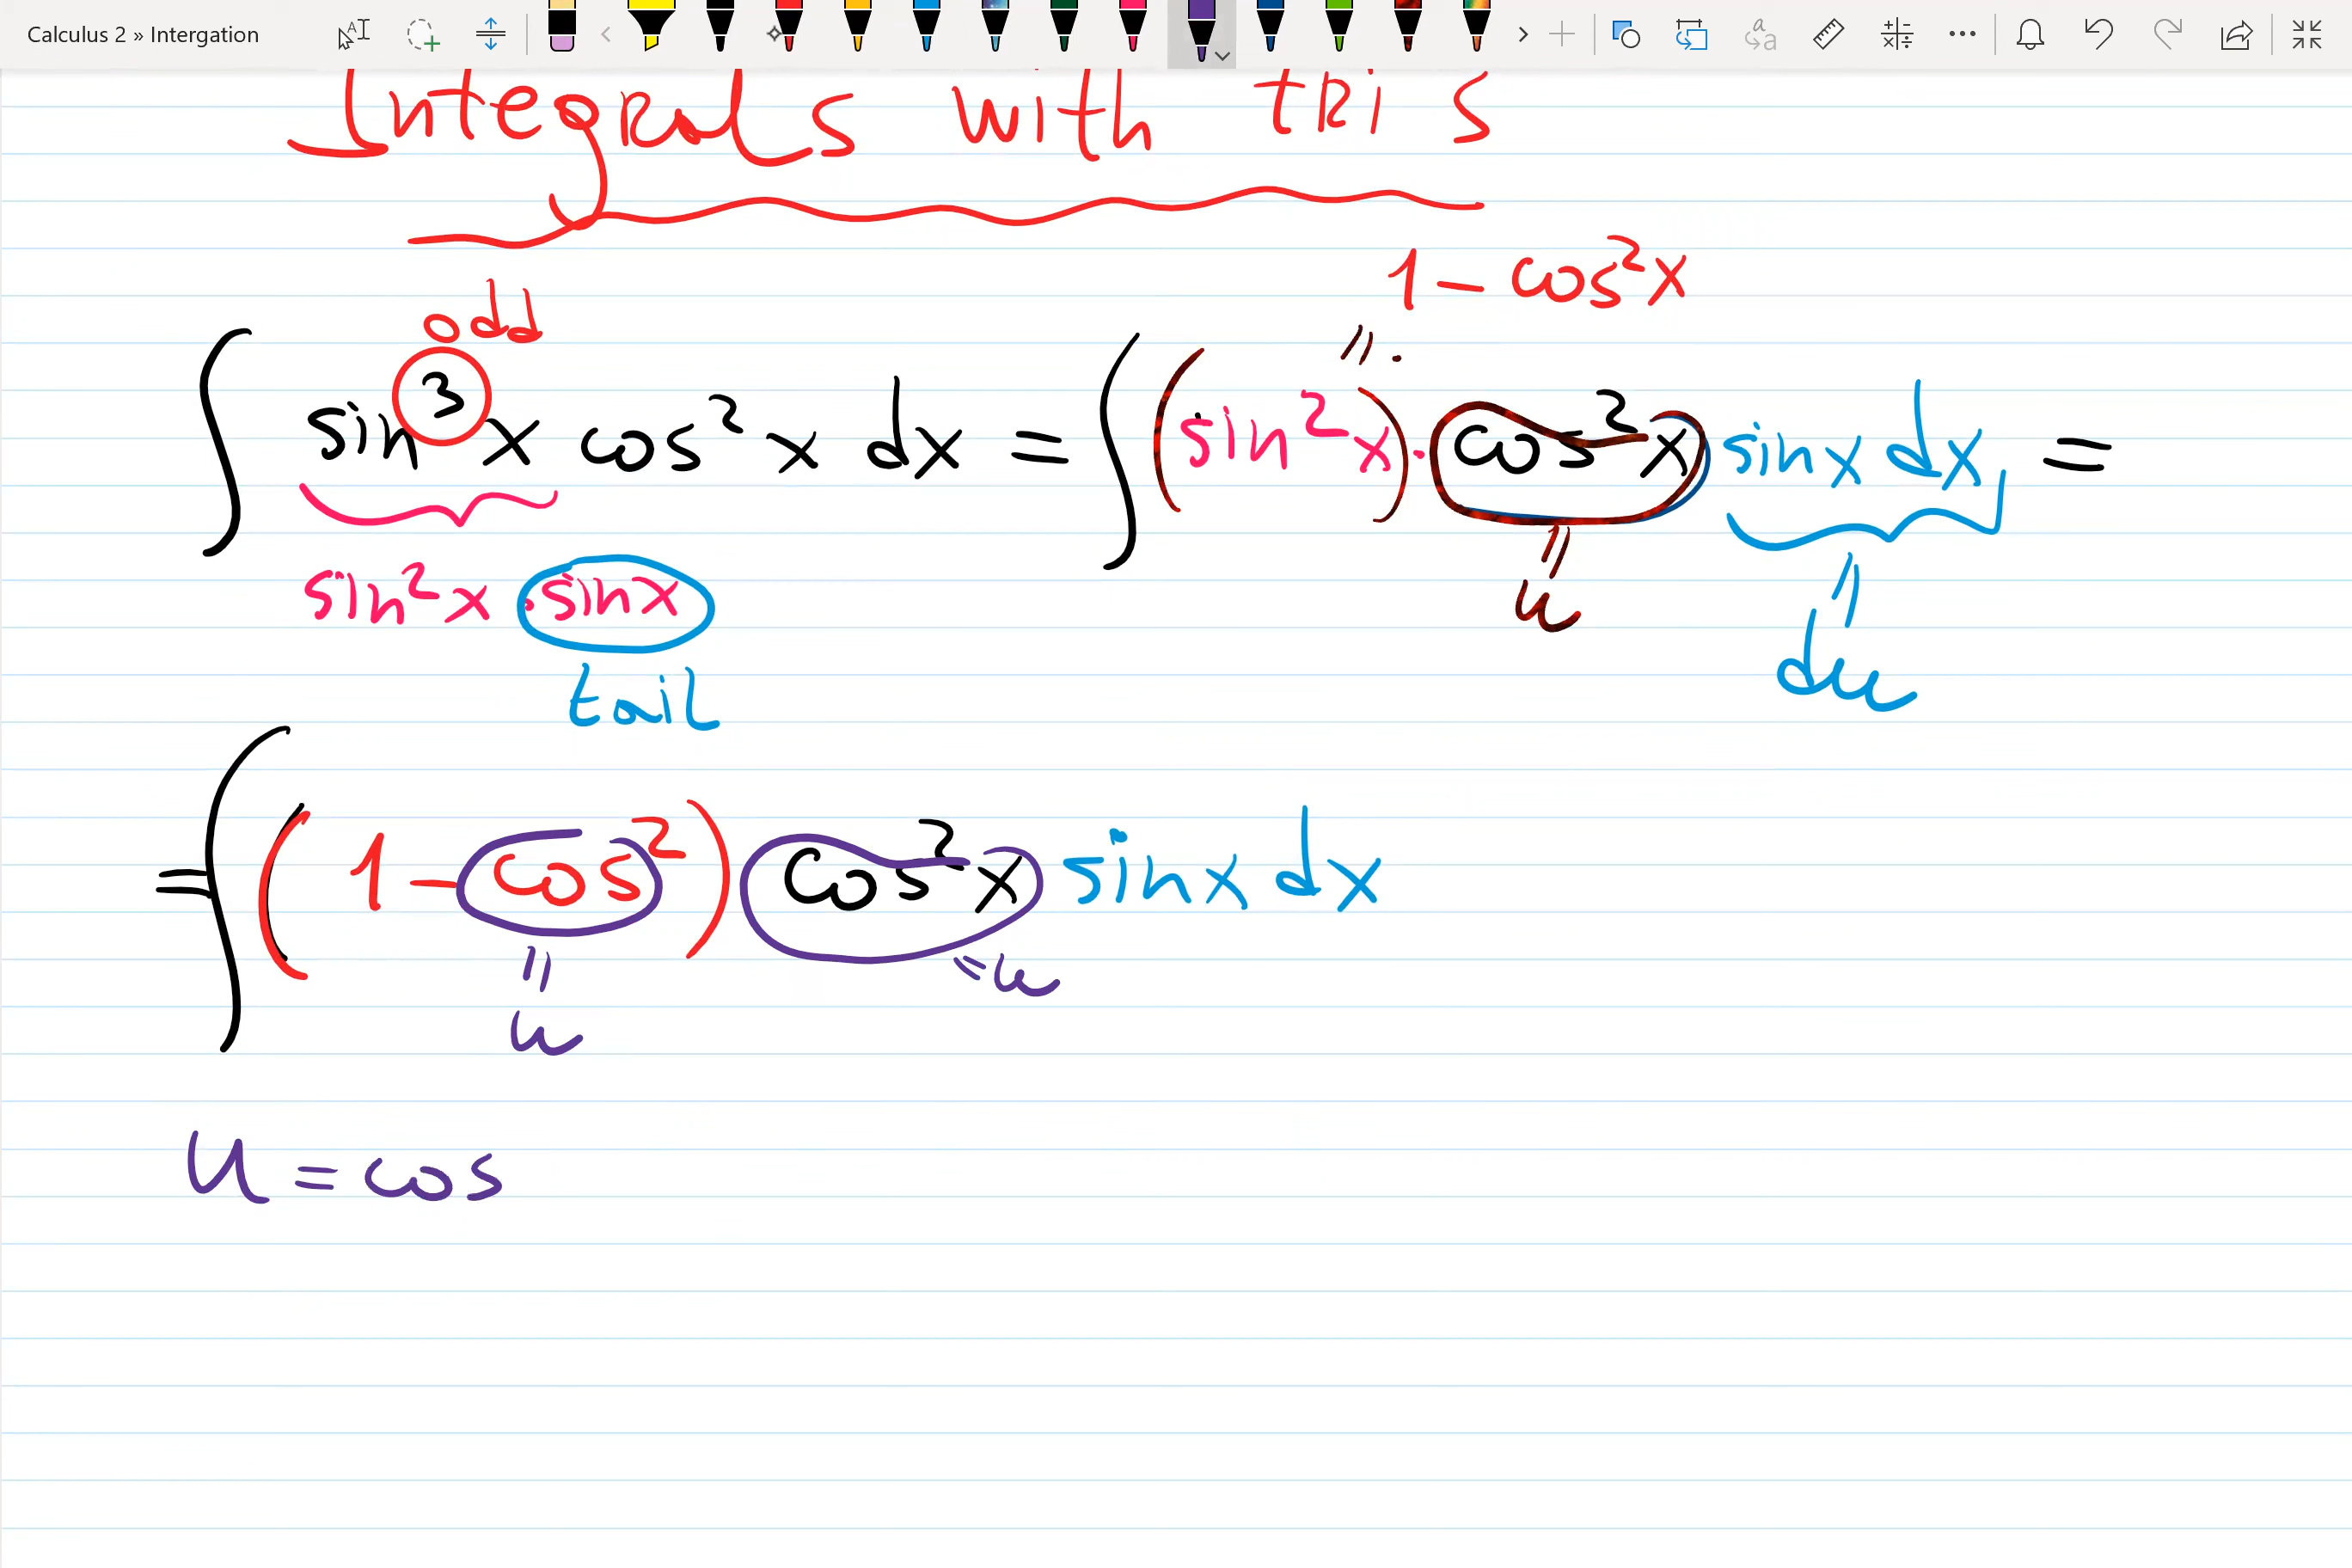 Calculus 2 » Intergation
Integrals with tRi s
1 - cos²x
odd
∫ sin³x cos²x dx = ∫ (sin²x) · cos²x sinx dx =
sin²x · sinx
u
tail
du
= ∫ (1 - cos²) cos²x sinx dx
= u
u
u = cos